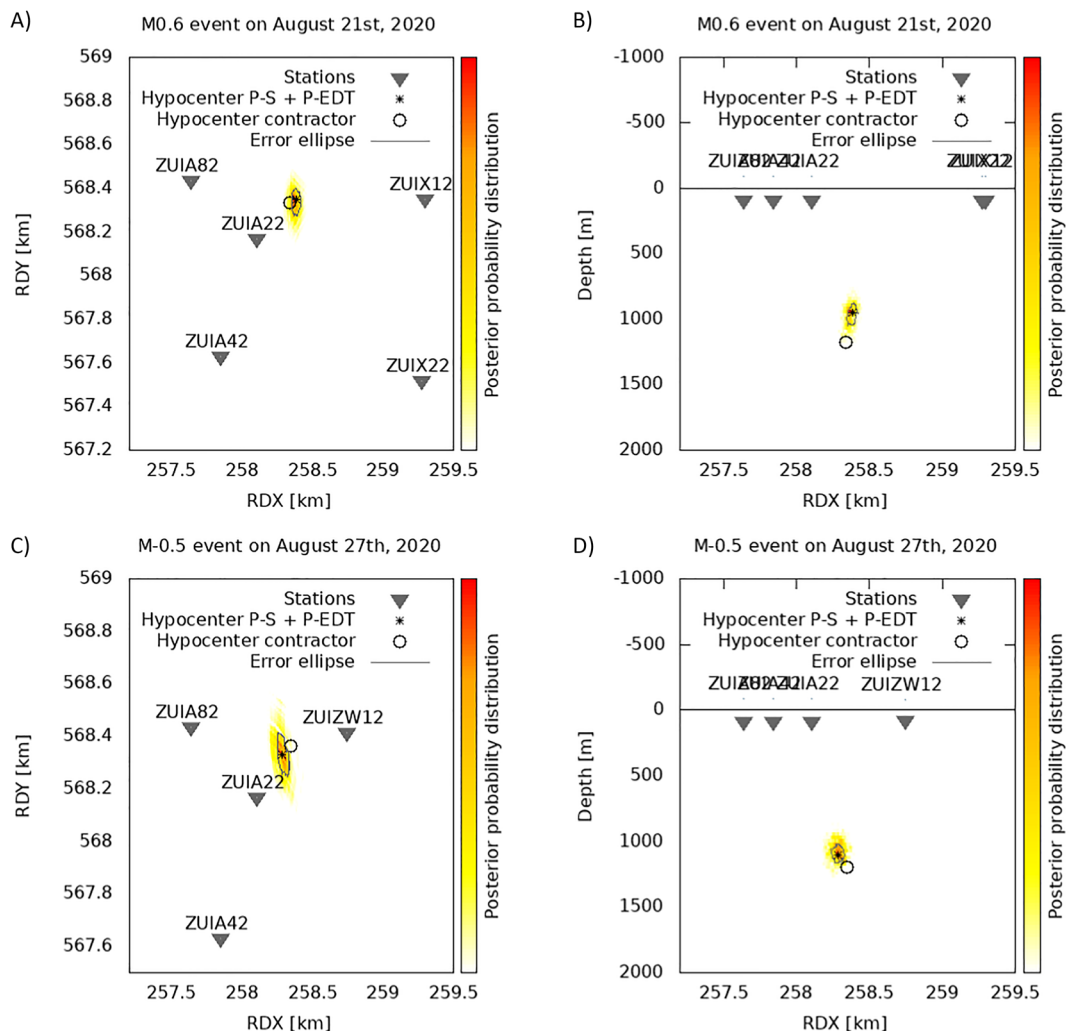 A)
M0.6 event on August 21st, 2020
569
568.8
568.6
568.4
568.2
568
567.8
567.6
567.4
567.2
RDY [km]
Stations
Hypocenter P-S + P-EDT
Hypocenter contractor
Error ellipse
ZUIA82
ZUIX12
ZUIA22
ZUIA42
ZUIX22
257.5 258 258.5 259 259.5
RDX [km]
Posterior probability distribution
B)
M0.6 event on August 21st, 2020
-1000
-500
0
500
1000
1500
2000
Depth [m]
Stations
Hypocenter P-S + P-EDT
Hypocenter contractor
Error ellipse
ZUIA22
257.5 258 258.5 259 259.5
RDX [km]
Posterior probability distribution
C)
M-0.5 event on August 27th, 2020
569
568.8
568.6
568.4
568.2
568
567.8
567.6
RDY [km]
Stations
Hypocenter P-S + P-EDT
Hypocenter contractor
Error ellipse
ZUIA82
ZUIZW12
ZUIA22
ZUIA42
257.5 258 258.5 259 259.5
RDX [km]
Posterior probability distribution
D)
M-0.5 event on August 27th, 2020
-1000
-500
0
500
1000
1500
2000
Depth [m]
Stations
Hypocenter P-S + P-EDT
Hypocenter contractor
Error ellipse
ZUIA22 ZUIZW12
257.5 258 258.5 259 259.5
RDX [km]
Posterior probability distribution